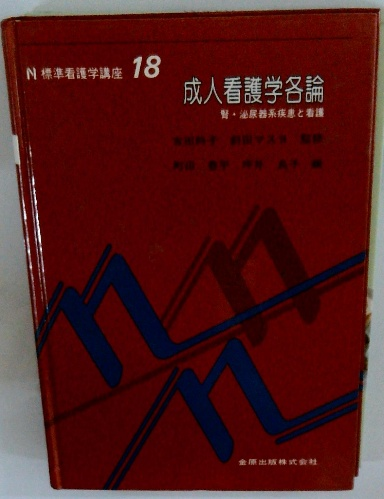 N 標準看護学講座 18
成人看護学各論
腎・泌尿器系疾患と看護
金原出版株式会社